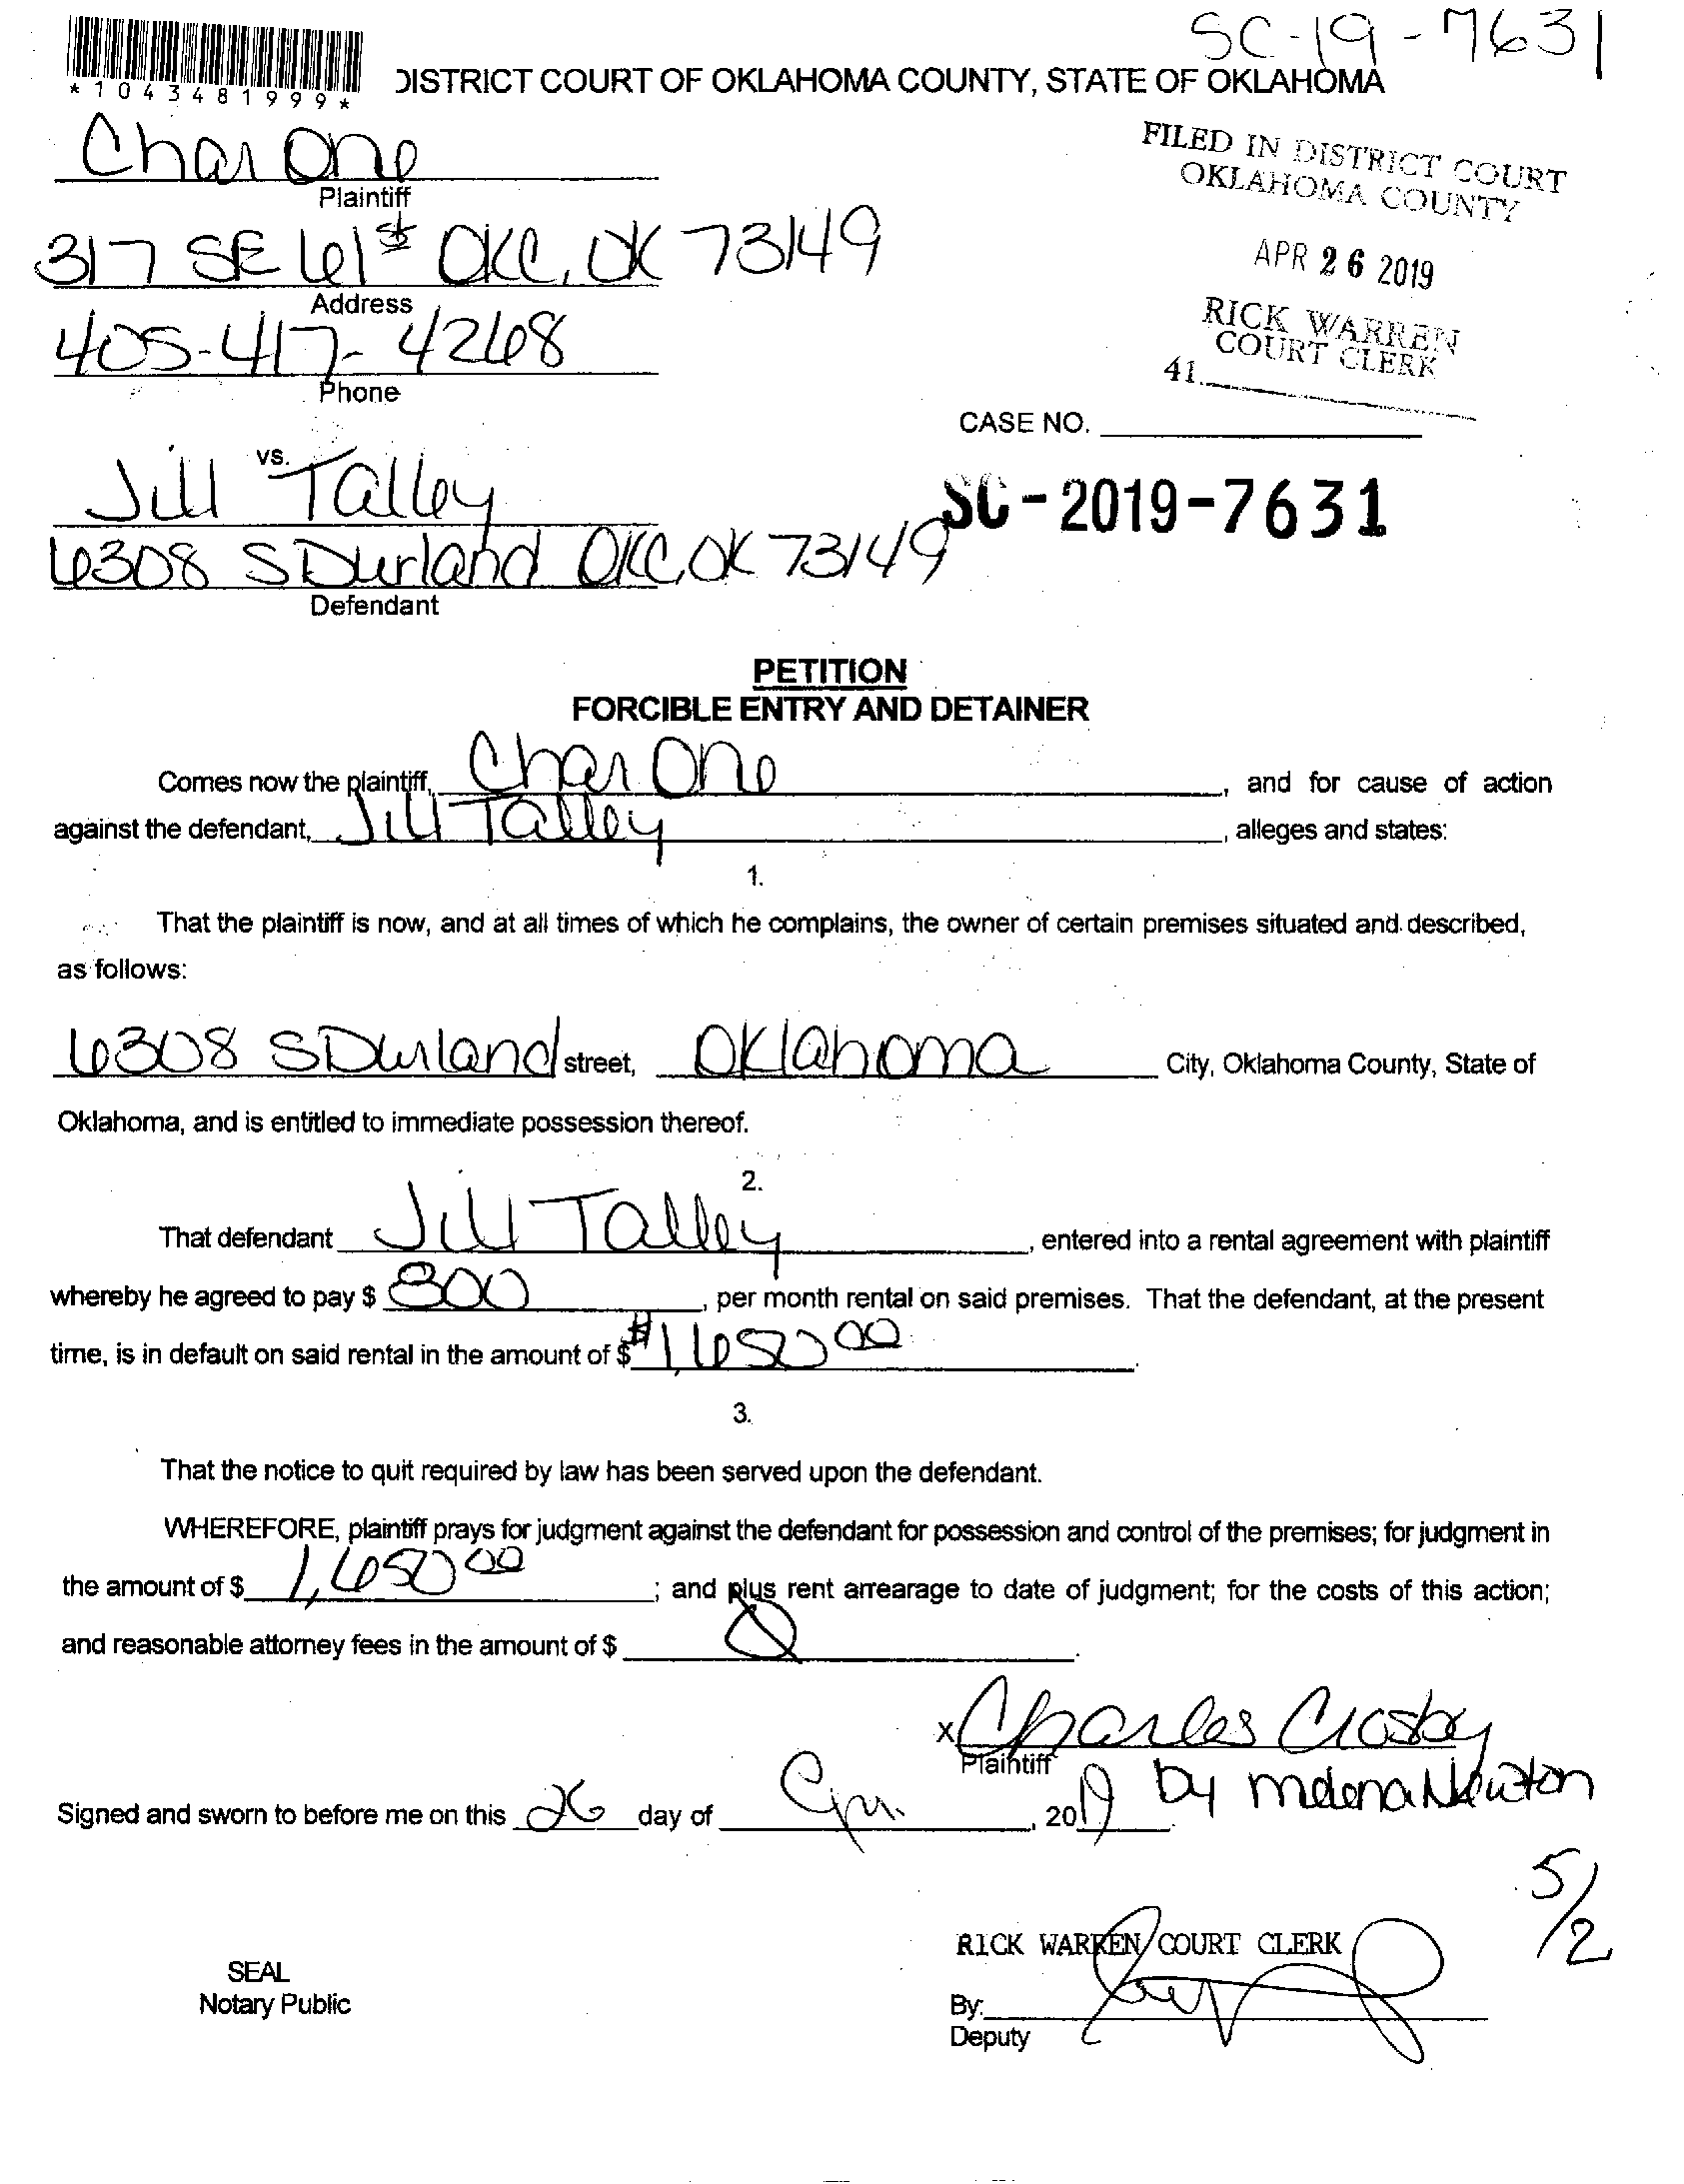 SC-19-7631
*1043481999*
DISTRICT COURT OF OKLAHOMA COUNTY, STATE OF OKLAHOMA
Char One
Plaintiff
FILED IN DISTRICT COURT
OKLAHOMA COUNTY
317 SE 61st OKC, OK 73149
Address
APR 26 2019
405-417-4268
Phone
RICK WARREN
COURT CLERK
41.
CASE NO.
vs.
Jill Talley
SC-2019-7631
6308 S Durland OKC, OK 73149
Defendant
PETITION
FORCIBLE ENTRY AND DETAINER
Comes now the plaintiff, Char One, and for cause of action
against the defendant, Jill Talley, alleges and states:
1.
That the plaintiff is now, and at all times of which he complains, the owner of certain premises situated and described,
as follows:
6308 S Durland street, Oklahoma City, Oklahoma County, State of
Oklahoma, and is entitled to immediate possession thereof.
2.
That defendant Jill Talley, entered into a rental agreement with plaintiff
whereby he agreed to pay $ 800, per month rental on said premises. That the defendant, at the present
time, is in default on said rental in the amount of $ $1,650 00.
3.
That the notice to quit required by law has been served upon the defendant.
WHEREFORE, plaintiff prays for judgment against the defendant for possession and control of the premises; for judgment in
the amount of $ 1,650 00; and plus rent arrearage to date of judgment; for the costs of this action;
and reasonable attorney fees in the amount of $ 0.
x Charles Crosby
Plaintiff
by Melena Newton
Signed and sworn to before me on this 26 day of , 2019.
5/2
RICK WARREN COURT CLERK
SEAL
Notary Public
By:
Deputy